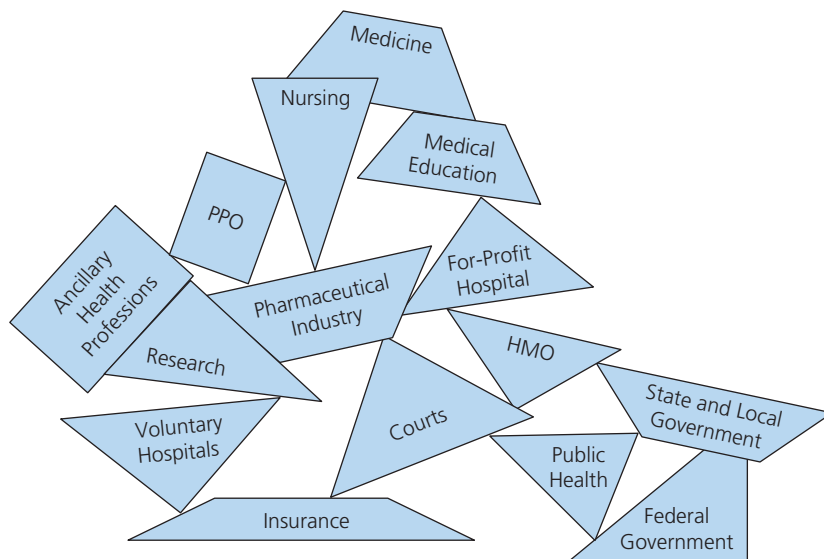 Medicine
Nursing
Medical
Education
PPO
Ancillary
Health
Professions
For-Profit
Hospital
Pharmaceutical
Industry
Research
HMO
State and Local
Government
Voluntary
Hospitals
Courts
Public
Health
Insurance
Federal
Government